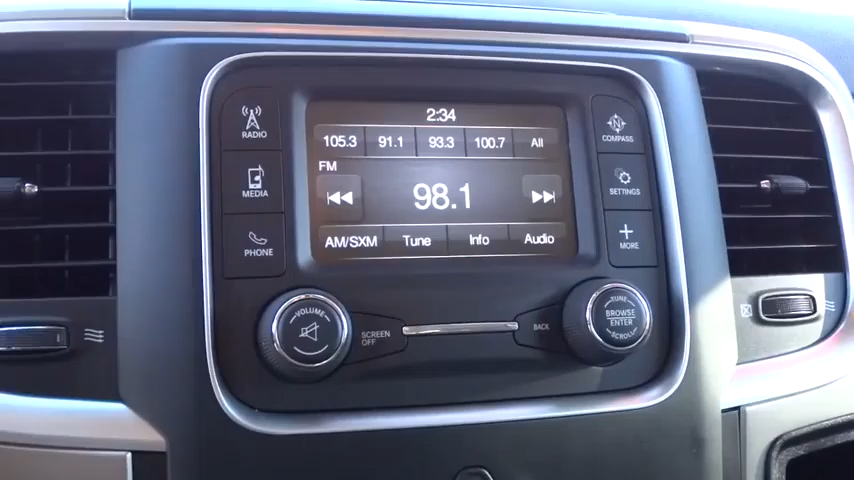 2:34
105.3 91.1 93.3 100.7 All
FM
98.1
AM/SXM Tune Info Audio
RADIO
MEDIA
PHONE
N
COMPASS
SETTINGS
MORE
VOLUME
SCREEN
OFF
BACK
TUNE
BROWSE
ENTER
SCROLL